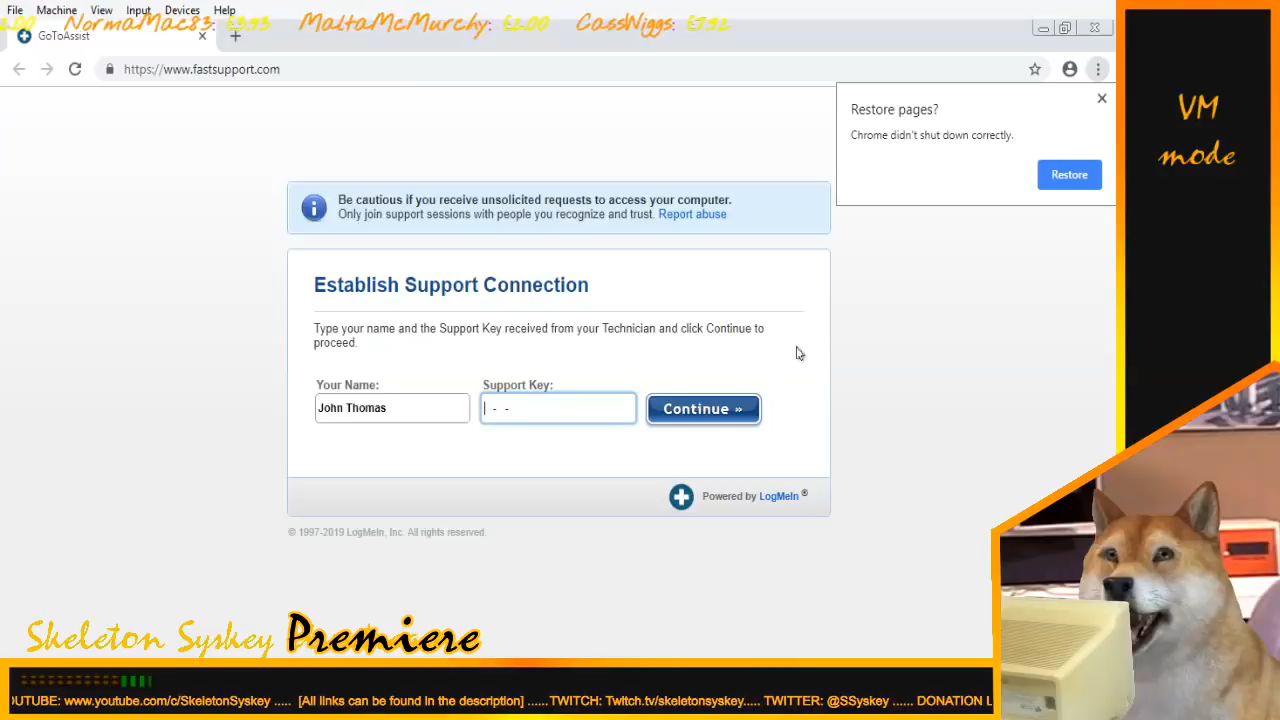 File Machine View Input Devices Help
2.00 NormaMac83: £3.93 MaltaMcMurchy: £2.00 CassWiggs: £7.92
GoToAssist
https://www.fastsupport.com
Restore pages?
Chrome didn't shut down correctly.
Restore
VM
mode
Be cautious if you receive unsolicited requests to access your computer.
Only join support sessions with people you recognize and trust. Report abuse
Establish Support Connection
Type your name and the Support Key received from your Technician and click Continue to
proceed.
Your Name: Support Key:
John Thomas - - Continue »
Powered by LogMeIn ®
© 1997-2019 LogMeIn, Inc. All rights reserved.
Skeleton Syskey Premiere
OUTUBE: www.youtube.com/c/SkeletonSyskey ..... [All links can be found in the description] ......TWITCH: Twitch.tv/skeletonsyskey..... TWITTER: @SSyskey ...... DONATION L